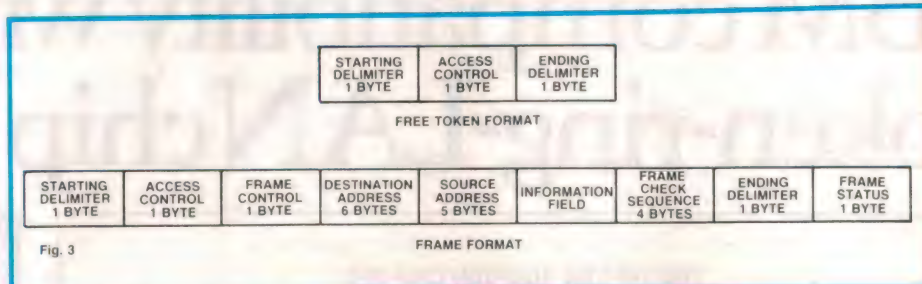 STARTING
DELIMITER
1 BYTE
ACCESS
CONTROL
1 BYTE
ENDING
DELIMITER
1 BYTE
FREE TOKEN FORMAT
STARTING
DELIMITER
1 BYTE
ACCESS
CONTROL
1 BYTE
FRAME
CONTROL
1 BYTE
DESTINATION
ADDRESS
6 BYTES
SOURCE
ADDRESS
5 BYTES
INFORMATION
FIELD
FRAME
CHECK
SEQUENCE
4 BYTES
ENDING
DELIMITER
1 BYTE
FRAME
STATUS
1 BYTE
Fig. 3
FRAME FORMAT